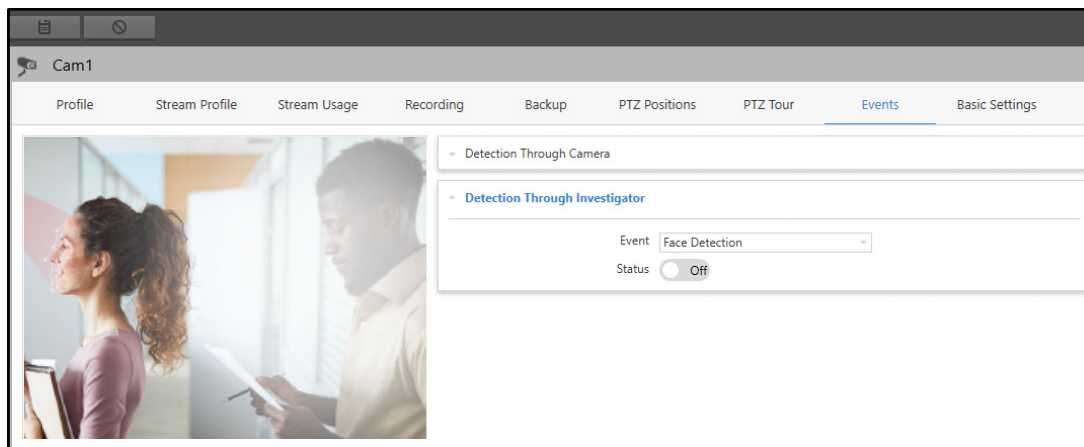 Cam1
Profile Stream Profile Stream Usage Recording Backup PTZ Positions PTZ Tour Events Basic Settings
Detection Through Camera
Detection Through Investigator
Event Face Detection
Status Off